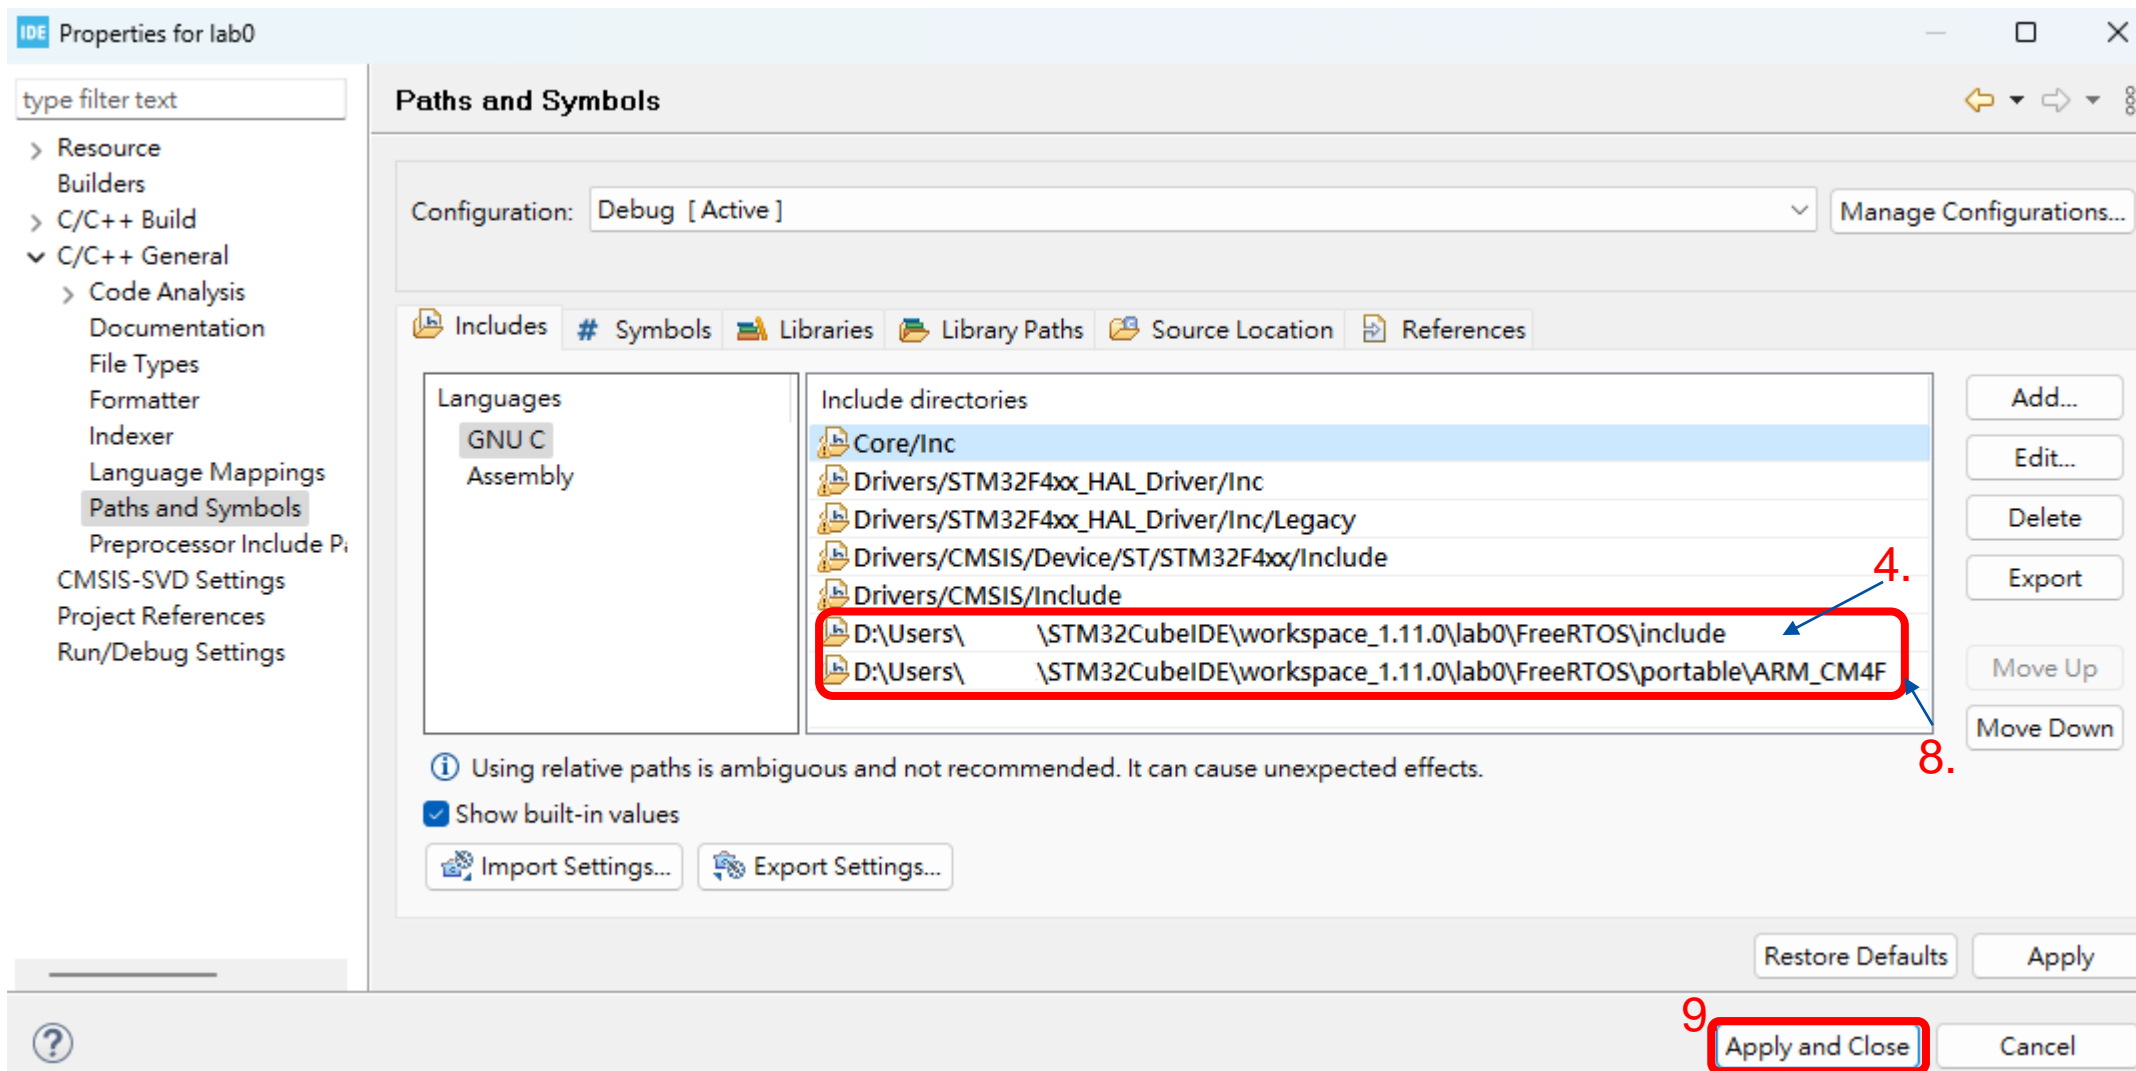 IDE Properties for lab0
type filter text
Resource
Builders
C/C++ Build
C/C++ General
Code Analysis
Documentation
File Types
Formatter
Indexer
Language Mappings
Paths and Symbols
Preprocessor Include Pa
CMSIS-SVD Settings
Project References
Run/Debug Settings
Paths and Symbols
Configuration: Debug [ Active ] Manage Configurations...
Includes # Symbols Libraries Library Paths Source Location References
Languages
GNU C
Assembly
Include directories
Core/Inc
Drivers/STM32F4xx_HAL_Driver/Inc
Drivers/STM32F4xx_HAL_Driver/Inc/Legacy
Drivers/CMSIS/Device/ST/STM32F4xx/Include
Drivers/CMSIS/Include
D:\Users\ \STM32CubeIDE\workspace_1.11.0\lab0\FreeRTOS\include
D:\Users\ \STM32CubeIDE\workspace_1.11.0\lab0\FreeRTOS\portable\ARM_CM4F
4.
8.
Add...
Edit...
Delete
Export
Move Up
Move Down
Using relative paths is ambiguous and not recommended. It can cause unexpected effects.
Show built-in values
Import Settings... Export Settings...
Restore Defaults Apply
9
Apply and Close Cancel